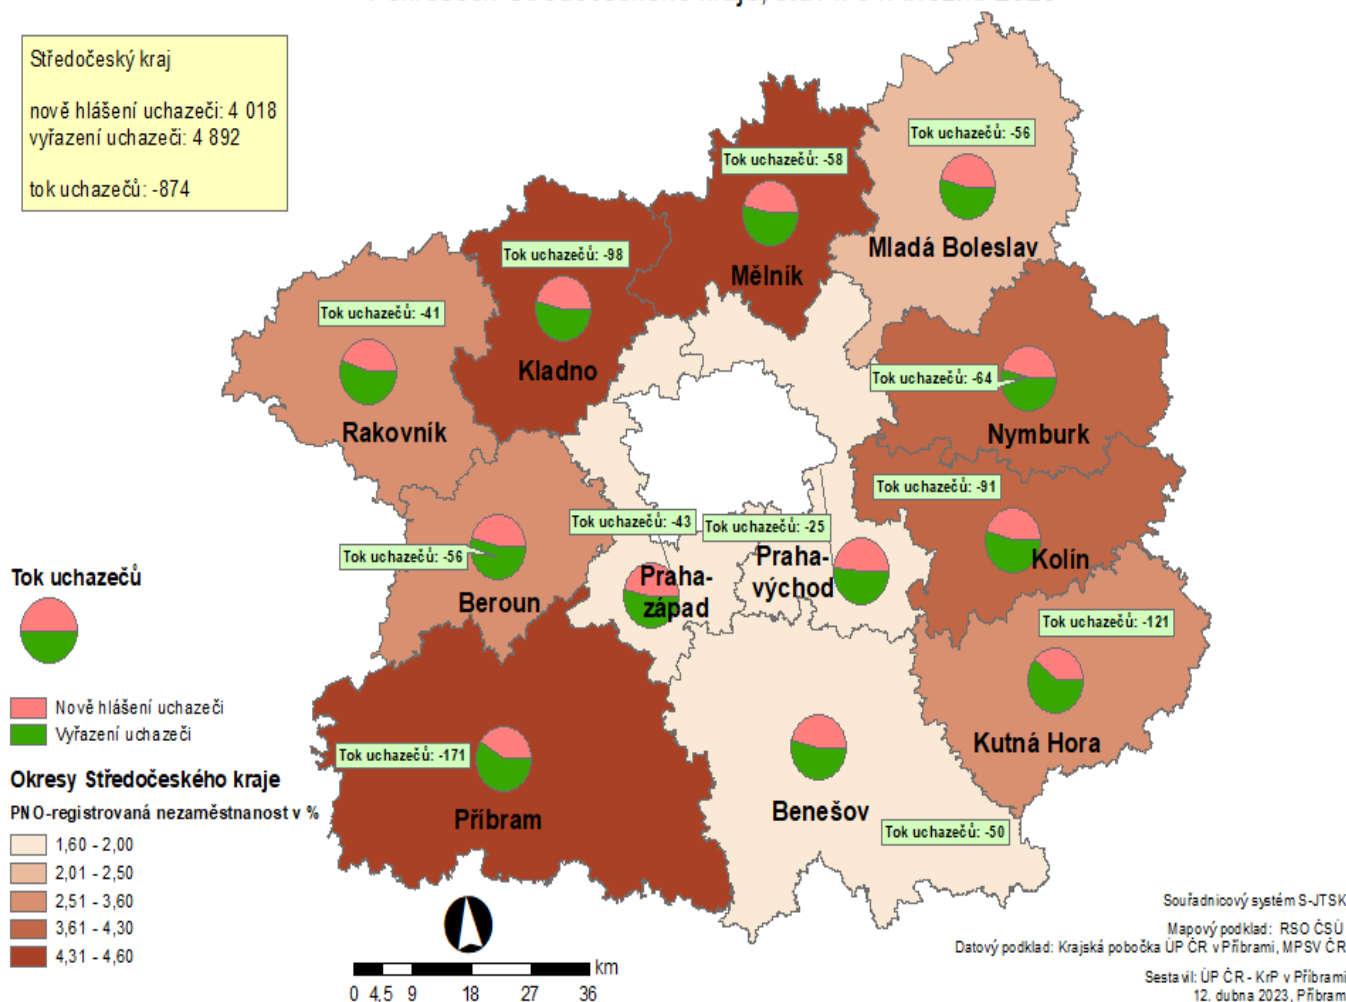 Středočeský kraj
nově hlášení uchazeči: 4 018
vyřazení uchazeči: 4 892
tok uchazečů: -874
Tok uchazečů: -56
Mladá Boleslav
Tok uchazečů: -58
Mělník
Tok uchazečů: -98
Kladno
Tok uchazečů: -41
Rakovník
Tok uchazečů: -64
Nymburk
Tok uchazečů: -91
Kolín
Tok uchazečů: -43
Praha-
západ
Tok uchazečů: -25
Praha-
východ
Tok uchazečů: -56
Beroun
Tok uchazečů: -121
Kutná Hora
Tok uchazečů: -171
Příbram
Benešov
Tok uchazečů: -50
Tok uchazečů
Nově hlášení uchazeči
Vyřazení uchazeči
Okresy Středočeského kraje
PNO-registrovaná nezaměstnanost v %
1,60 - 2,00
2,01 - 2,50
2,51 - 3,60
3,61 - 4,30
4,31 - 4,60
km
0 4,5 9 18 27 36
Souřadnicový systém S-JTSK
Mapový podklad: RSO ČSÚ
Datový podklad: Krajská pobočka ÚP ČR v Příbrami, MPSV ČR
Sestavil: ÚP ČR - KrP v Příbrami
12. dubna 2023, Příbram